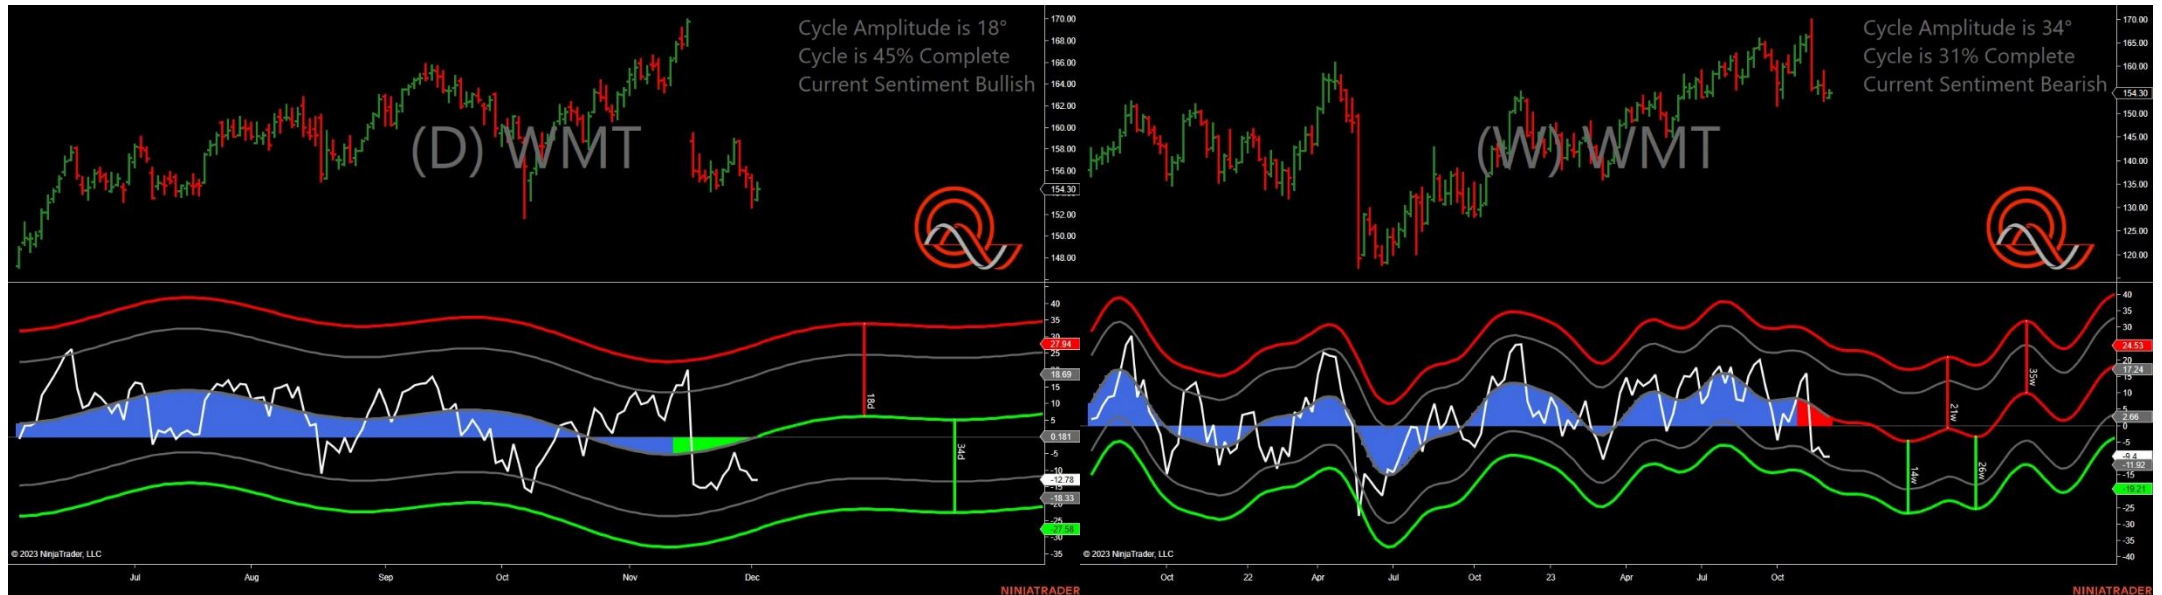 Cycle Amplitude is 18°
Cycle is 45% Complete
Current Sentiment Bullish
(D) WMT
170.00
168.00
166.00
164.00
162.00
160.00
158.00
156.00
154.30
152.00
150.00
148.00
40
35
30
27.94
25
18.69
15
10
5
0.181
-5
-10
-12.78
-15
-18.33
-20
-25
-27.58
-30
-35
18d
34d
© 2023 NinjaTrader, LLC
Jul
Aug
Sep
Oct
Nov
Dec
NINJATRADER
Cycle Amplitude is 34°
Cycle is 31% Complete
Current Sentiment Bearish
(W) WMT
170.00
165.00
160.00
154.30
150.00
145.00
140.00
135.00
130.00
125.00
120.00
40
35
30
24.53
20
17.24
10
5
2.66
0
-5
-9.4
-11.92
-15
-19.21
-25
-30
-35
-40
14w
21w
26w
35w
© 2023 NinjaTrader, LLC
Oct
22
Apr
Jul
Oct
23
Apr
Jul
Oct
NINJATRADER